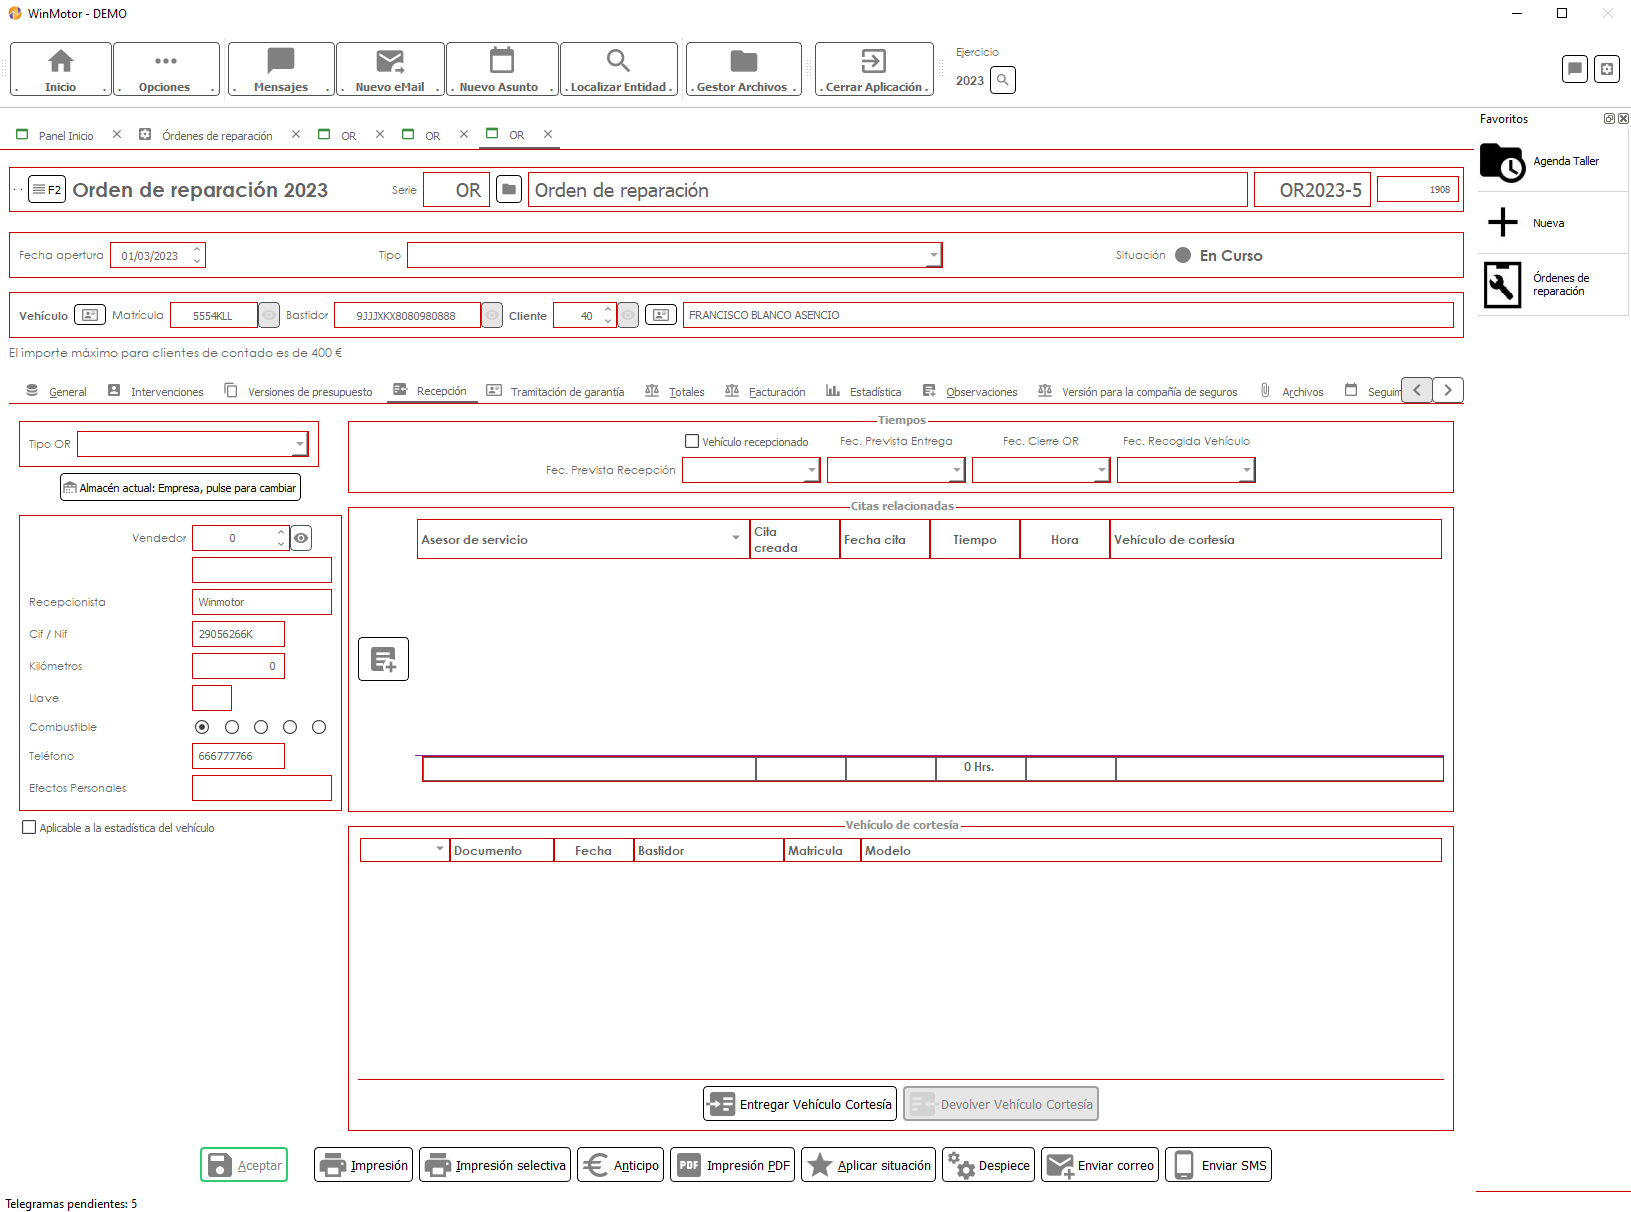 WinMotor - DEMO
Inicio
Opciones
Mensajes
Nuevo eMail
Nuevo Asunto
Localizar Entidad
Gestor Archivos
Cerrar Aplicación
Ejercicio
2023
Panel Inicio
Órdenes de reparación
OR
OR
OR
Favoritos
Agenda Taller
Nueva
Órdenes de
reparación
F2 Orden de reparación 2023 Serie OR Orden de reparación OR2023-5 1908
Fecha apertura 01/03/2023 Tipo Situación En Curso
Vehículo Matrícula 5554KLL Bastidor 9JJJXKX8080980888 Cliente 40 FRANCISCO BLANCO ASENCIO
El importe máximo para clientes de contado es de 400 €
General Intervenciones Versiones de presupuesto Recepción Tramitación de garantía Totales Facturación Estadística Observaciones Versión para la compañía de seguros Archivos Seguim
Tipo OR
Almacén actual: Empresa, pulse para cambiar
Vendedor 0
Recepcionista Winmotor
Cif / Nif 29056266K
Kilómetros 0
Llave
Combustible
Teléfono 666777766
Efectos Personales
Aplicable a la estadística del vehículo
Tiempos
Vehículo recepcionado Fec. Prevista Entrega Fec. Cierre OR Fec. Recogida Vehículo
Fec. Prevista Recepción
Citas relacionadas
Asesor de servicio
Cita
creada
Fecha cita
Tiempo
Hora
Vehículo de cortesía
0 Hrs.
Vehículo de cortesía
Documento Fecha Bastidor Matricula Modelo
Entregar Vehículo Cortesía
Devolver Vehículo Cortesía
Aceptar
Impresión
Impresión selectiva
Anticipo
PDF Impresión PDF
Aplicar situación
Despiece
Enviar correo
Enviar SMS
Telegramas pendientes: 5